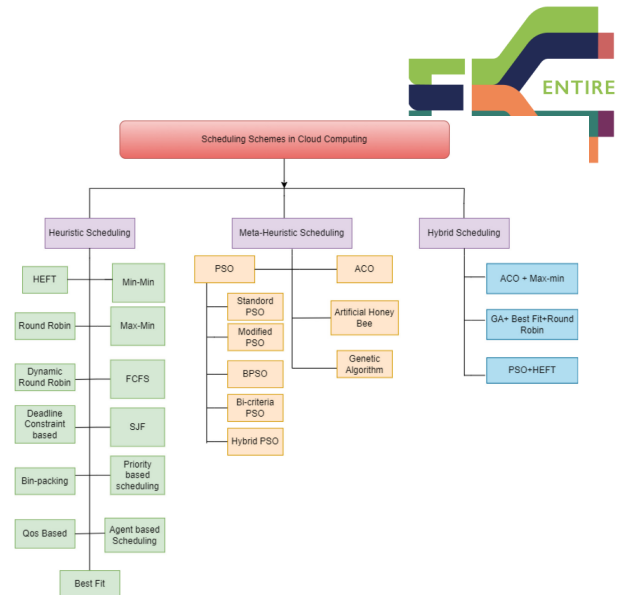 ENTIRE
Scheduling Schemes in Cloud Computing
Heuristic Scheduling
Meta-Heuristic Scheduling
Hybrid Scheduling
HEFT
Min-Min
Round Robin
Max-Min
Dynamic
Round Robin
FCFS
Deadline
Constraint
based
SJF
Bin-packing
Priority
based
scheduling
Qos Based
Agent based
Scheduling
Best Fit
PSO
ACO
Standard
PSO
Modified
PSO
BPSO
Bi-criteria
PSO
Hybrid PSO
Artificial Honey
Bee
Genetic
Algorithm
ACO + Max-min
GA+ Best Fit+Round
Robin
PSO+HEFT